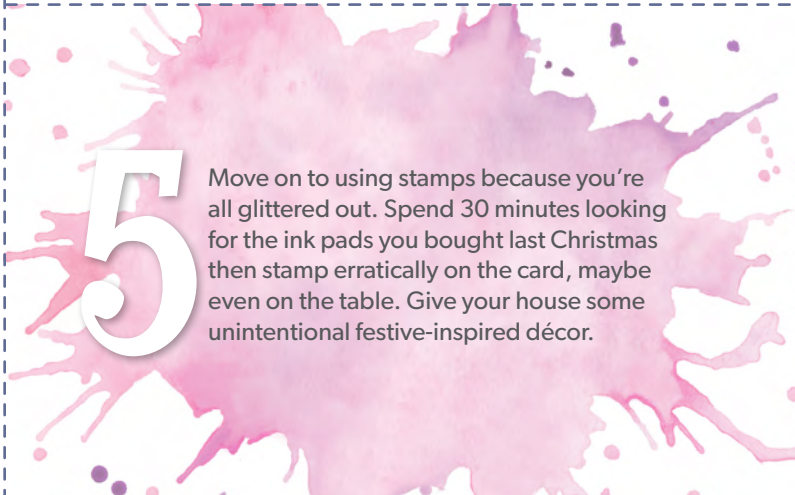 5
Move on to using stamps because you’re
all glittered out. Spend 30 minutes looking
for the ink pads you bought last Christmas
then stamp erratically on the card, maybe
even on the table. Give your house some
unintentional festive-inspired décor.